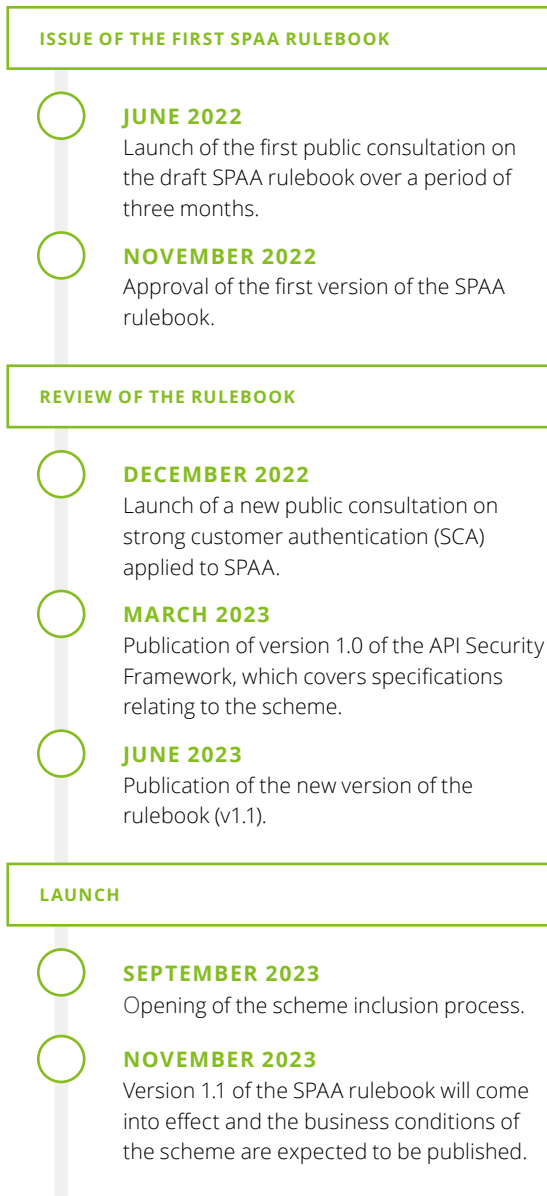 ISSUE OF THE FIRST SPAA RULEBOOK
JUNE 2022
Launch of the first public consultation on
the draft SPAA rulebook over a period of
three months.
NOVEMBER 2022
Approval of the first version of the SPAA
rulebook.
REVIEW OF THE RULEBOOK
DECEMBER 2022
Launch of a new public consultation on
strong customer authentication (SCA)
applied to SPAA.
MARCH 2023
Publication of version 1.0 of the API Security
Framework, which covers specifications
relating to the scheme.
JUNE 2023
Publication of the new version of the
rulebook (v1.1).
LAUNCH
SEPTEMBER 2023
Opening of the scheme inclusion process.
NOVEMBER 2023
Version 1.1 of the SPAA rulebook will come
into effect and the business conditions of
the scheme are expected to be published.